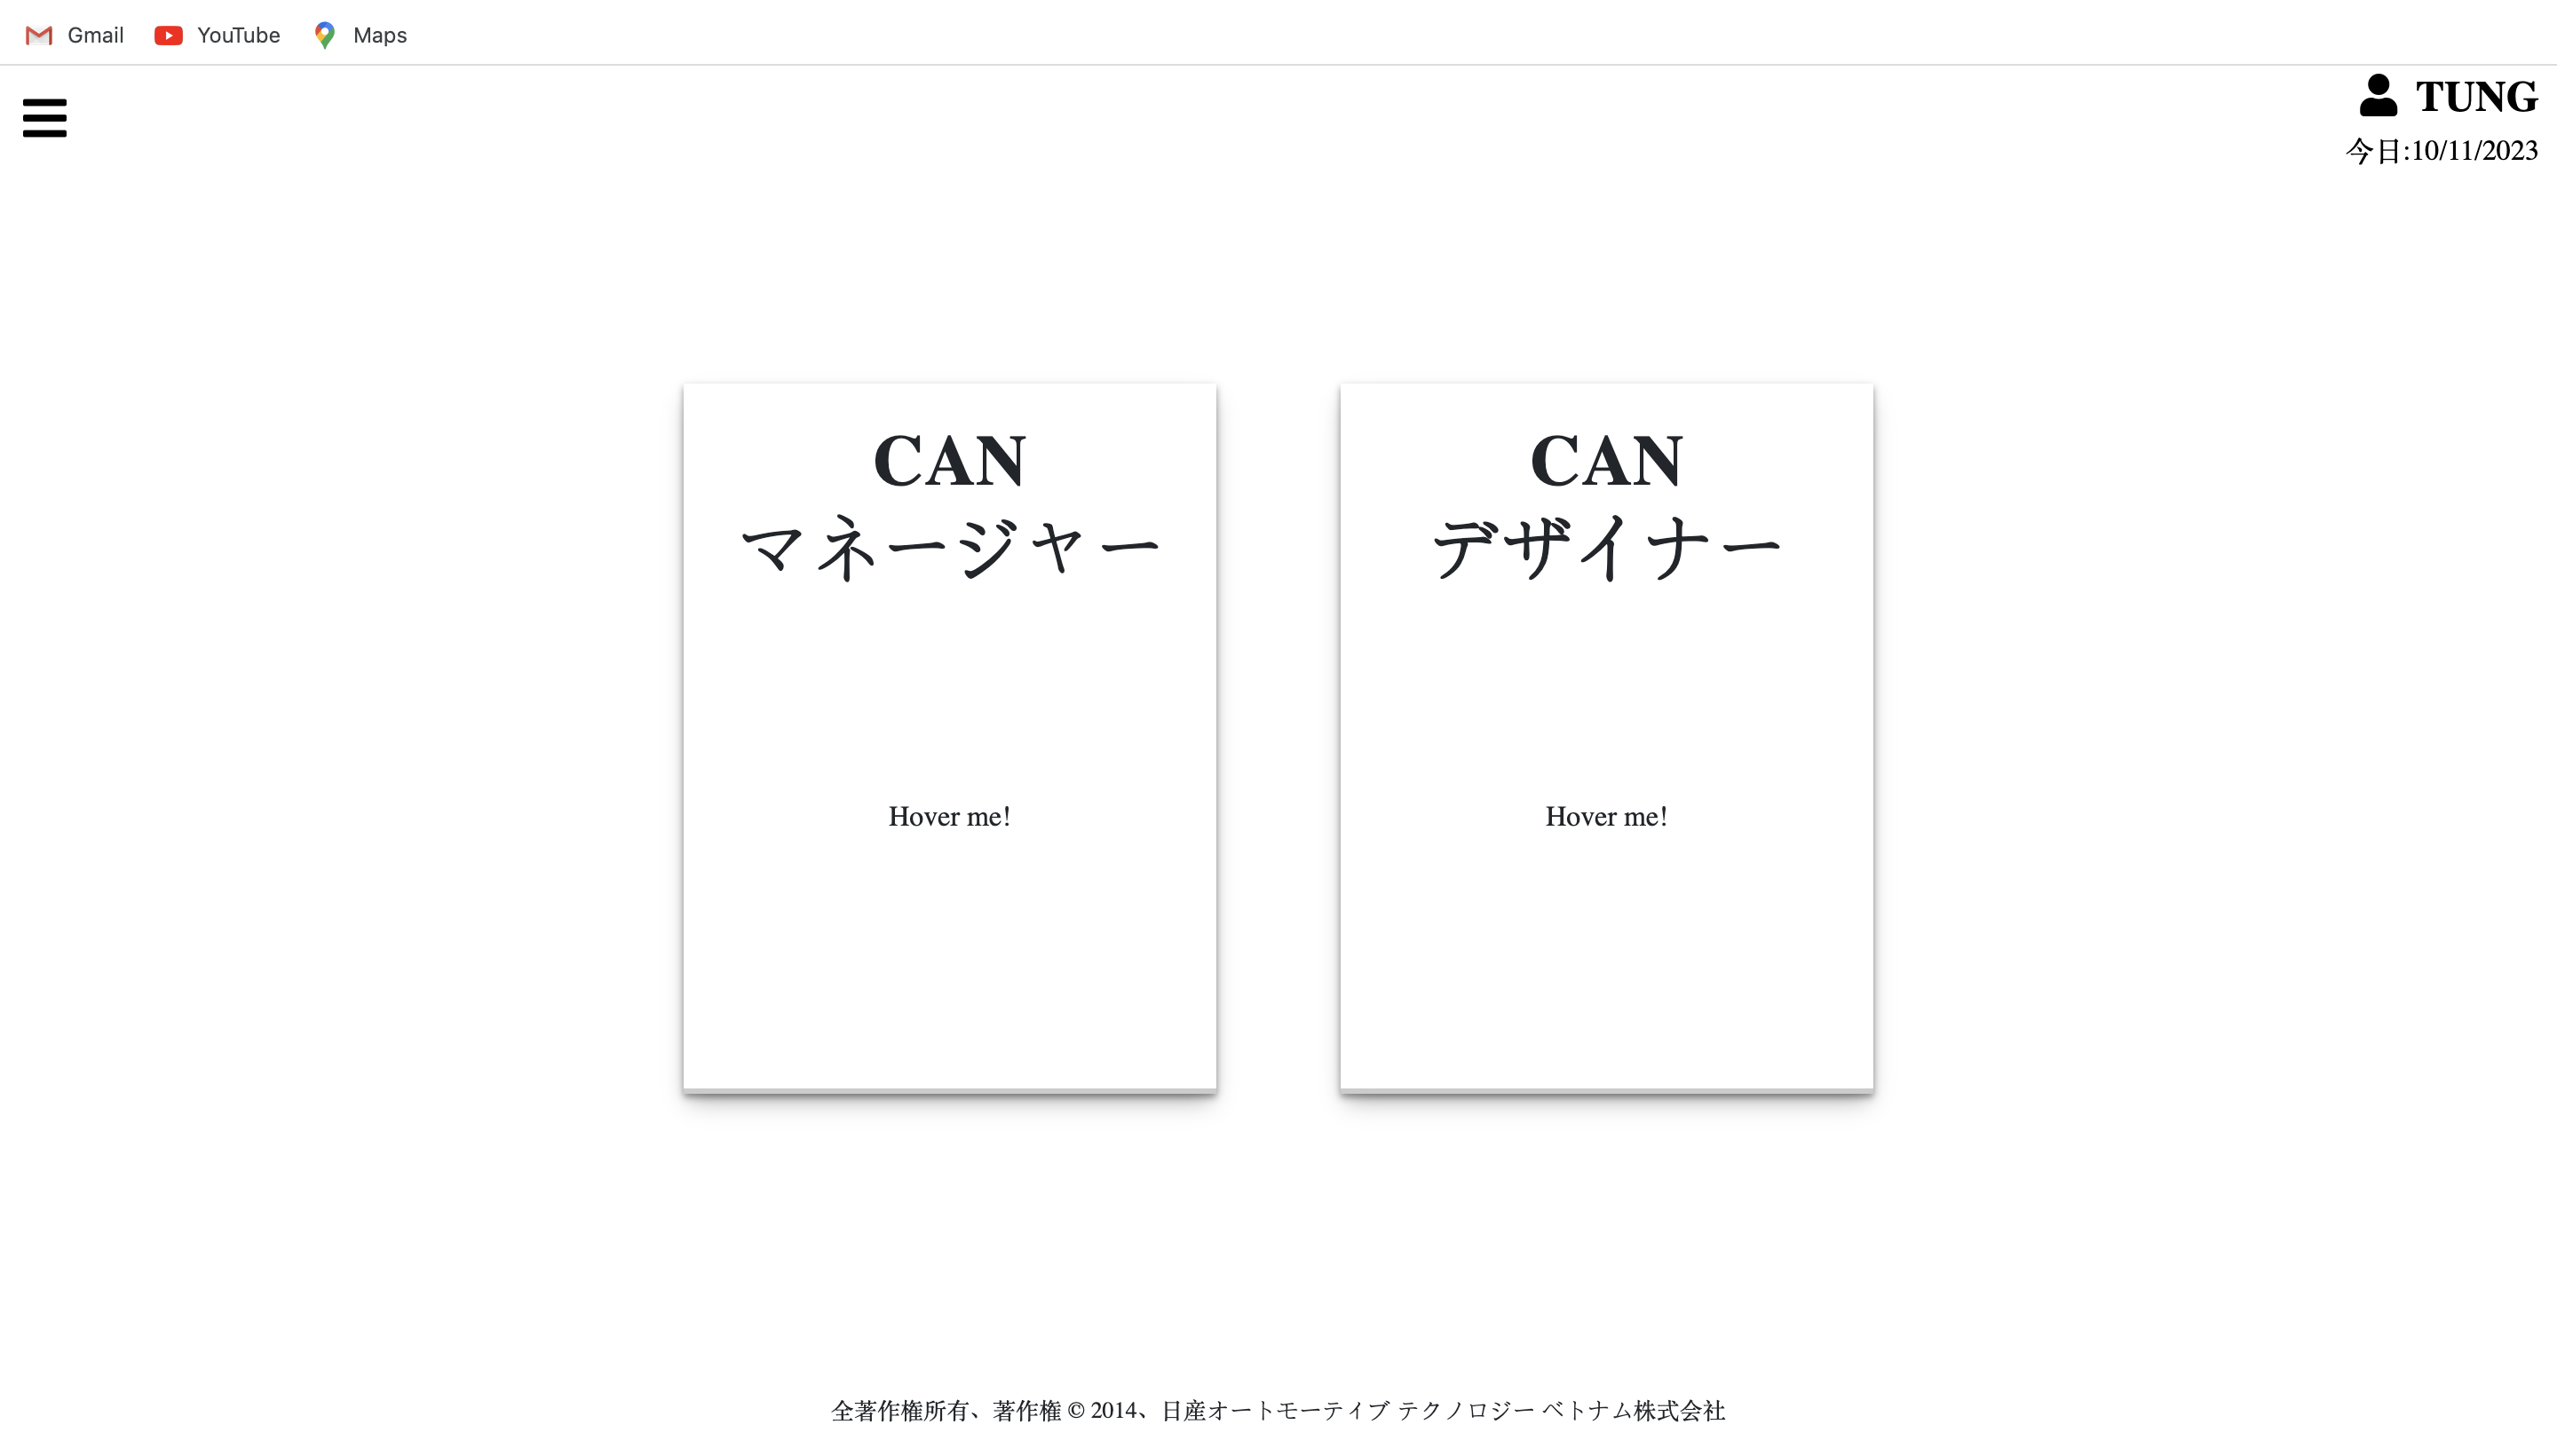 Gmail YouTube Maps
TUNG
今日:10/11/2023
CAN
マネージャー
Hover me!
CAN
デザイナー
Hover me!
全著作権所有、著作権 © 2014、日産オートモーティブ テクノロジー ベトナム株式会社